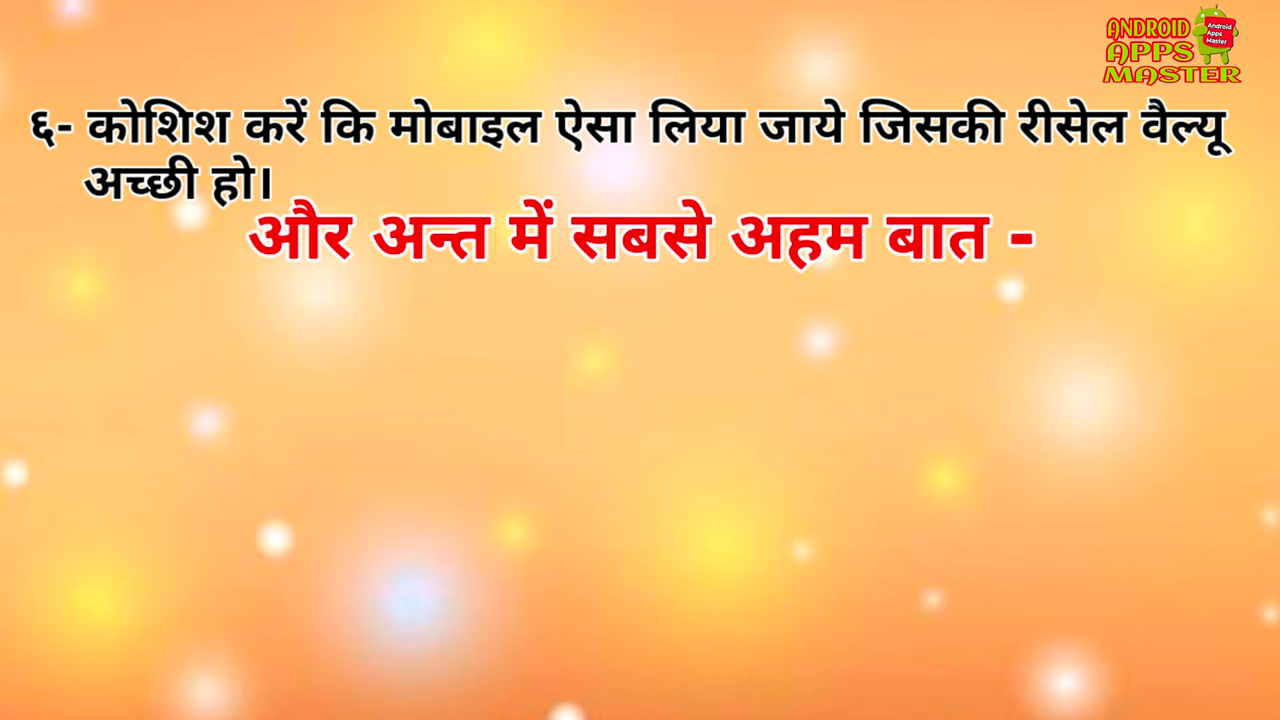 ANDROID
APPS
MASTER
Android
Apps
Master
६- कोशिश करें कि मोबाइल ऐसा लिया जाये जिसकी रीसेल वैल्यू
अच्छी हो।
और अन्त में सबसे अहम बात -